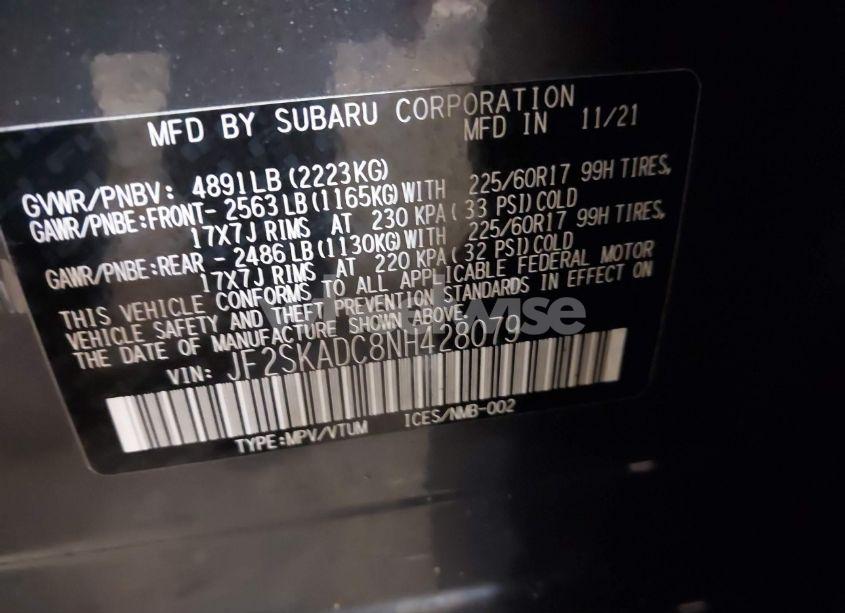 MFD BY SUBARU CORPORATION
MFD IN 11/21
GVWR/PNBV: 4891LB (2223KG)
GAWR/PNBE:FRONT- 2563LB (1165KG)WITH 225/60R17 99H TIRES,
17X7J RIMS AT 230 KPA( 33 PSI)COLD
GAWR/PNBE:REAR - 2486LB (1130KG)WITH 225/60R17 99H TIRES,
17X7J RIMS AT 220 KPA( 32 PSI)COLD
THIS VEHICLE CONFORMS TO ALL APPLICABLE FEDERAL MOTOR
VEHICLE SAFETY AND THEFT PREVENTION STANDARDS IN EFFECT ON
THE DATE OF MANUFACTURE SHOWN ABOVE.
VIN: JF2SKADC8NH428079
TYPE:MPV/VTUM ICES/NMB-002